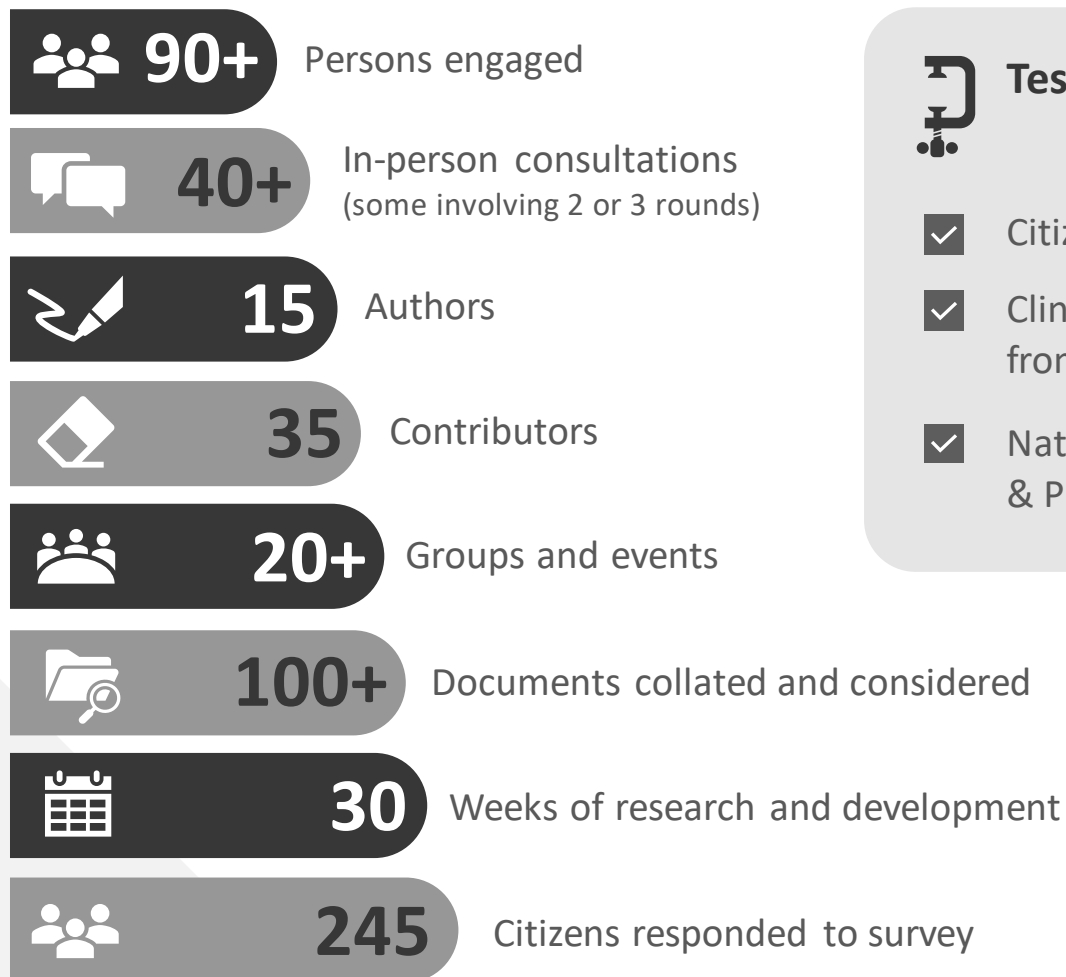 90+ Persons engaged
40+ In-person consultations
(some involving 2 or 3 rounds)
15 Authors
35 Contributors
20+ Groups and events
100+ Documents collated and considered
30 Weeks of research and development
245 Citizens responded to survey
& P